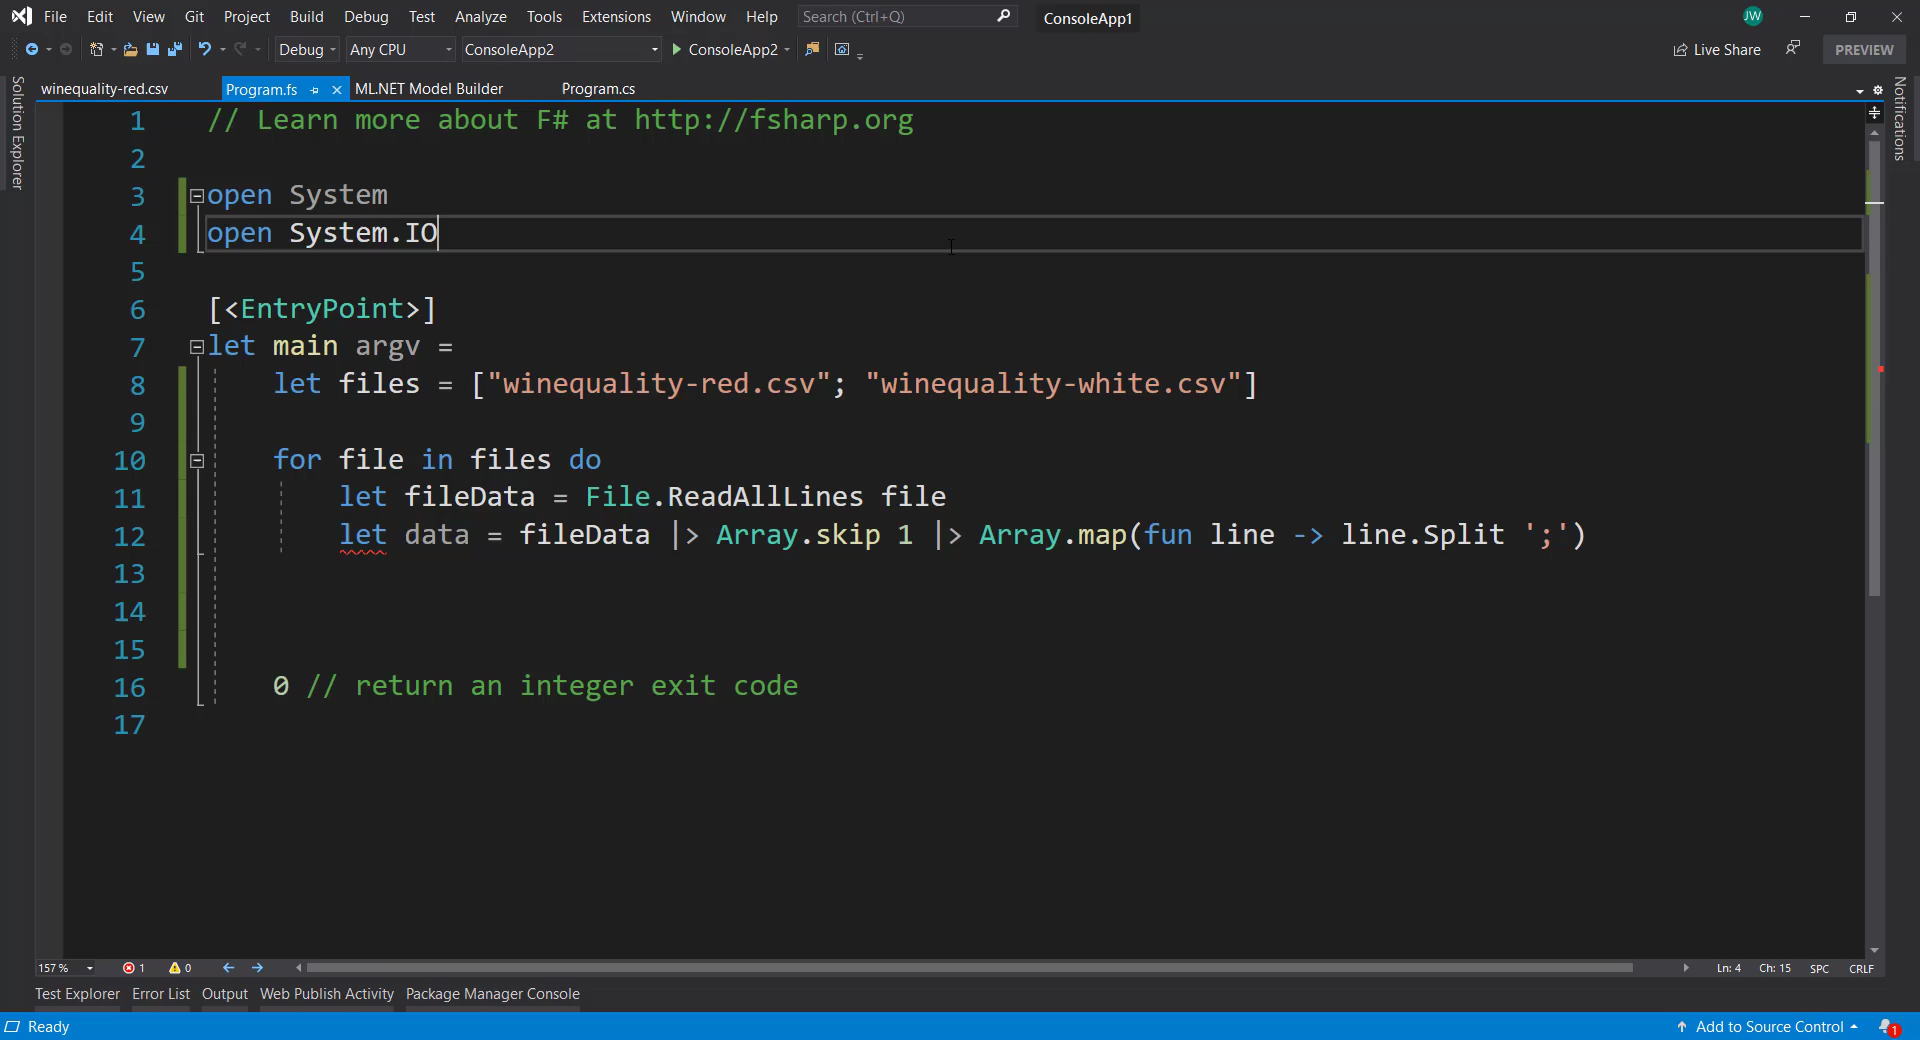 File Edit View Git Project Build Debug Test Analyze Tools Extensions Window Help Search (Ctrl+Q) ConsoleApp1 JW
Debug Any CPU ConsoleApp2 ConsoleApp2 Live Share PREVIEW
Solution Explorer
winequality-red.csv Program.fs ML.NET Model Builder Program.cs
Notifications
1 // Learn more about F# at http://fsharp.org
2
3 open System
4 open System.IO
5
6 [<EntryPoint>]
7 let main argv =
8 let files = ["winequality-red.csv"; "winequality-white.csv"]
9
10 for file in files do
11 let fileData = File.ReadAllLines file
12 let data = fileData |> Array.skip 1 |> Array.map(fun line -> line.Split ';')
13
14
15
16 0 // return an integer exit code
17
157 % 1 0 Ln: 4 Ch: 15 SPC CRLF
Test Explorer Error List Output Web Publish Activity Package Manager Console
Ready Add to Source Control 1